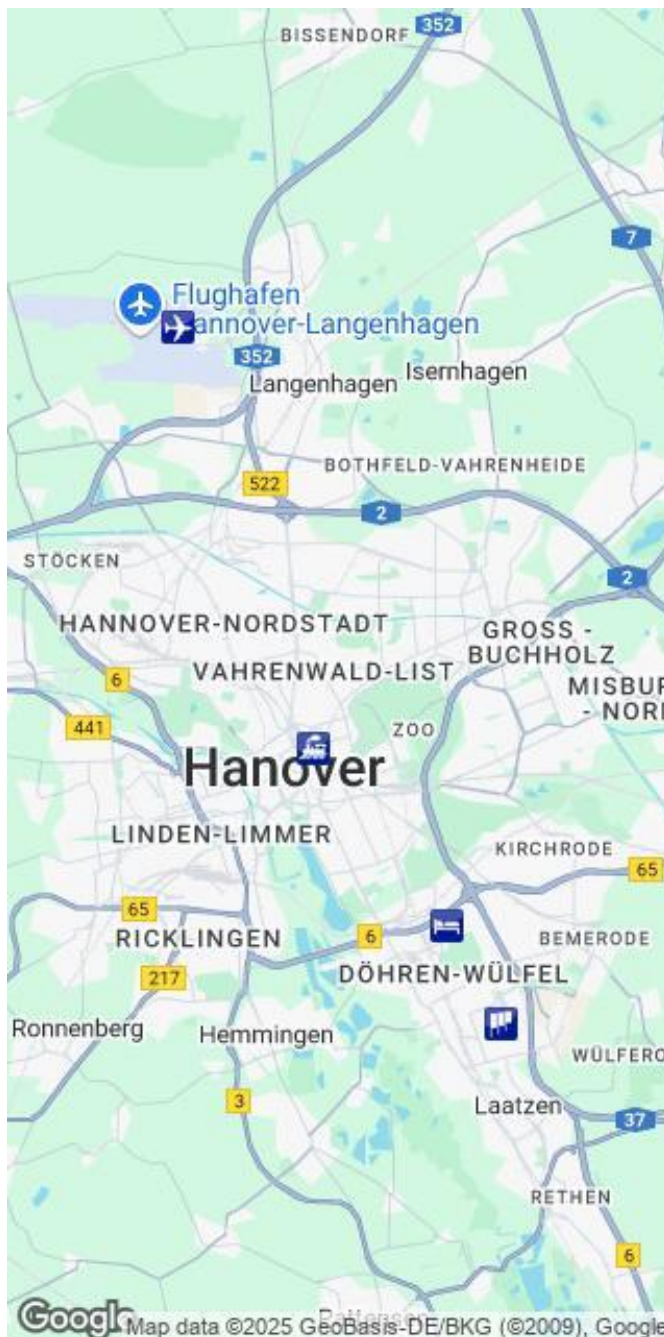 BISSENDORF
352
7
Flughafen
Hannover-Langenhagen
352
Langenhagen
Isernhagen
BOTHFELD-VAHRENHEIDE
522
2
STÖCKEN
2
HANNOVER-NORDSTADT
GROSS -
BUCHHOLZ
VAHRENWALD-LIST
6
MISBUR
- NORD
441
ZOO
Hanover
LINDEN-LIMMER
KIRCHRODE
65
65
6
RICKLINGEN
BEMERODE
217
DÖHREN-WÜLFEL
Ronnenberg
Hemmingen
WÜLFERO
3
Laatzen
37
RETHEN
6
Google
Map data ©2025 GeoBasis-DE/BKG (©2009), Google